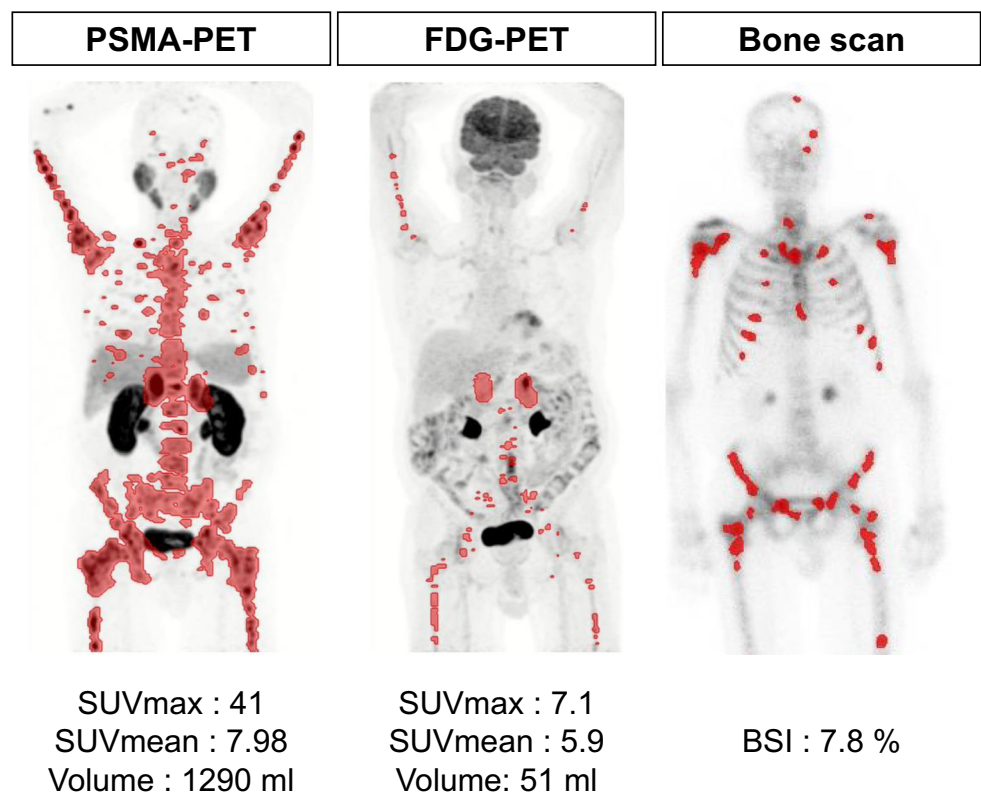 PSMA-PET
FDG-PET
Bone scan
SUVmax : 41
SUVmean : 7.98
Volume : 1290 ml
SUVmax : 7.1
SUVmean : 5.9
Volume: 51 ml
BSI : 7.8 %